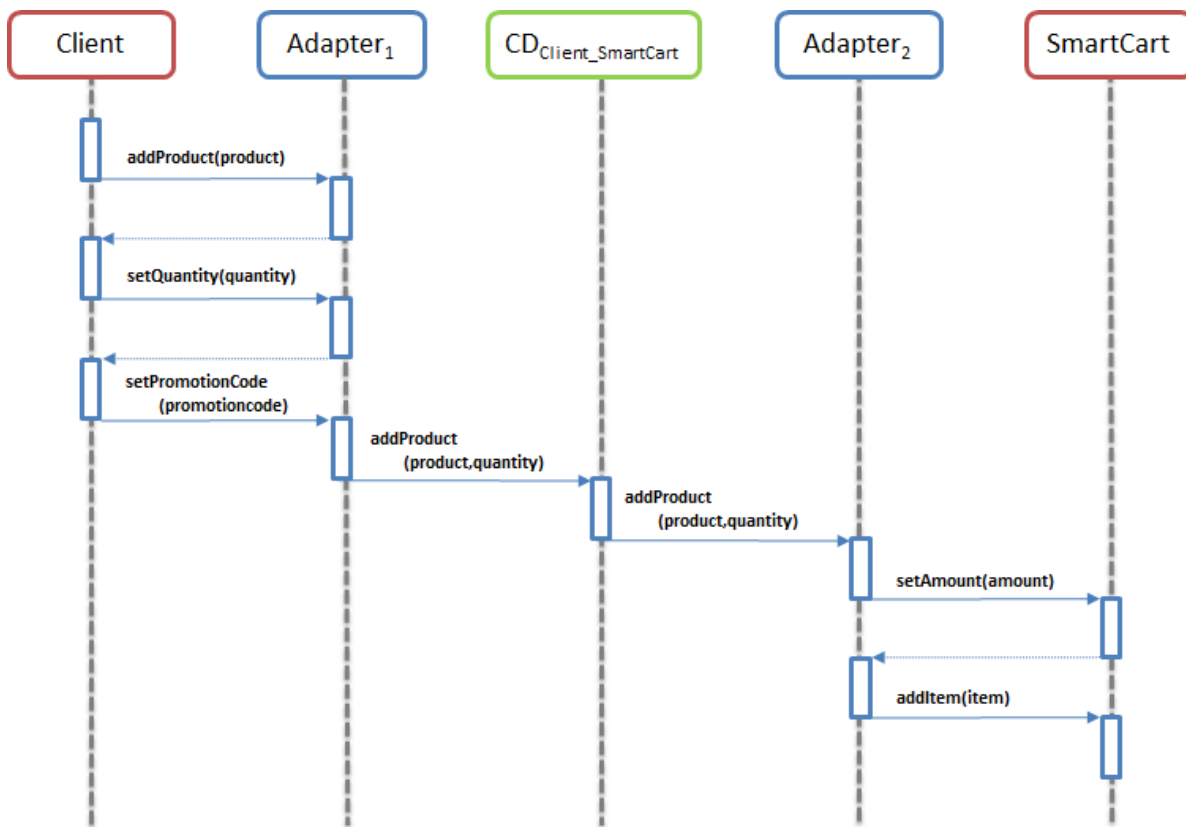 Client
Adapter1
CDClient_SmartCart
Adapter2
SmartCart
addProduct(product)
setQuantity(quantity)
setPromotionCode
(promotioncode)
addProduct
(product,quantity)
addProduct
(product,quantity)
setAmount(amount)
addItem(item)